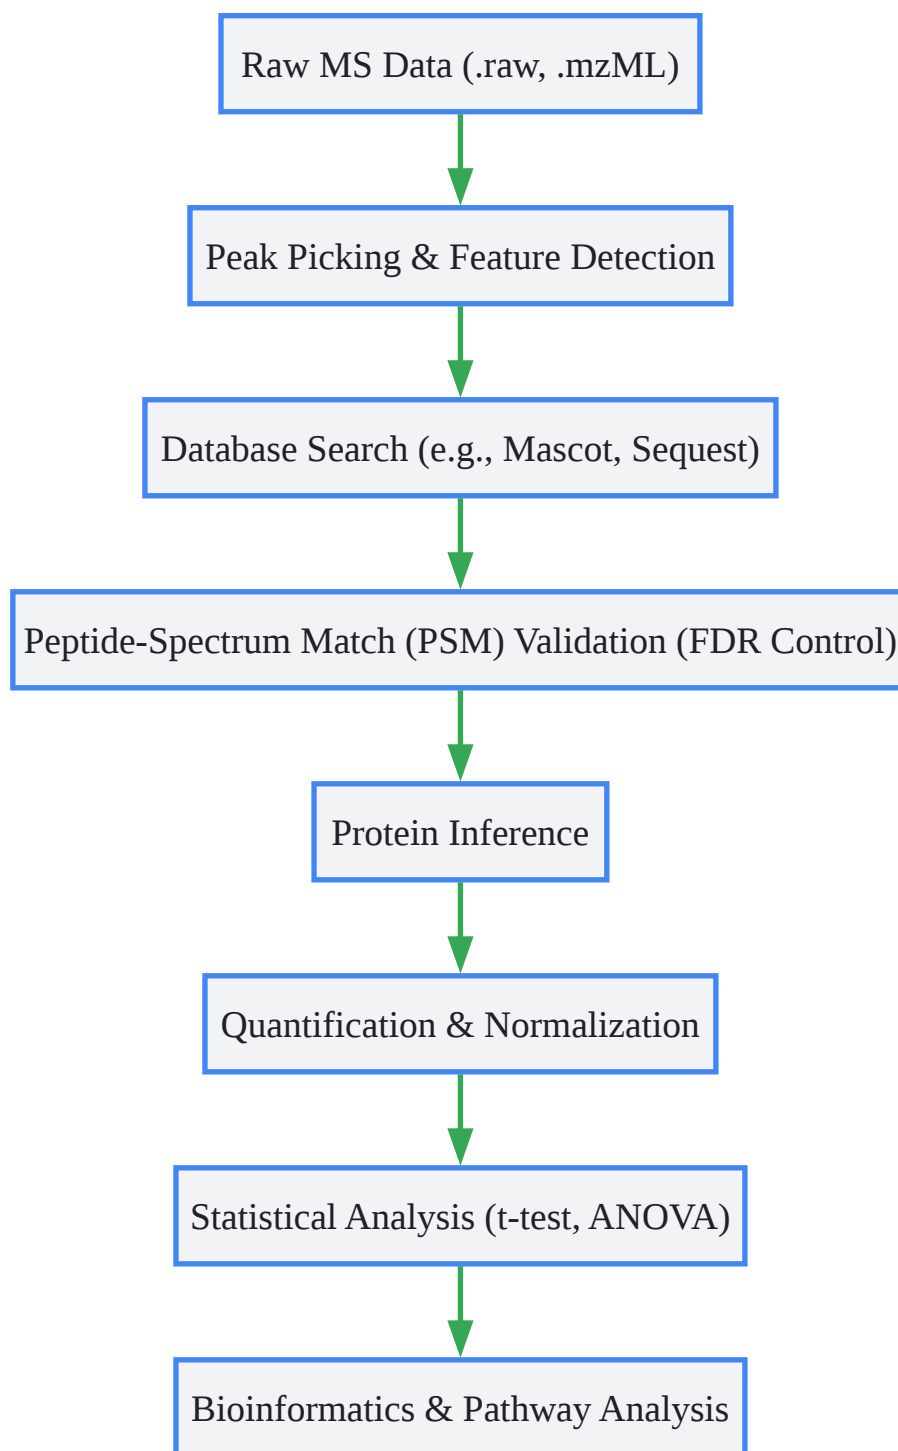 Raw MS Data (.raw, .mzML)
Peak Picking & Feature Detection
Database Search (e.g., Mascot, Sequest)
Peptide-Spectrum Match (PSM) Validation (FDR Control)
Protein Inference
Quantification & Normalization
Statistical Analysis (t-test, ANOVA)
Bioinformatics & Pathway Analysis